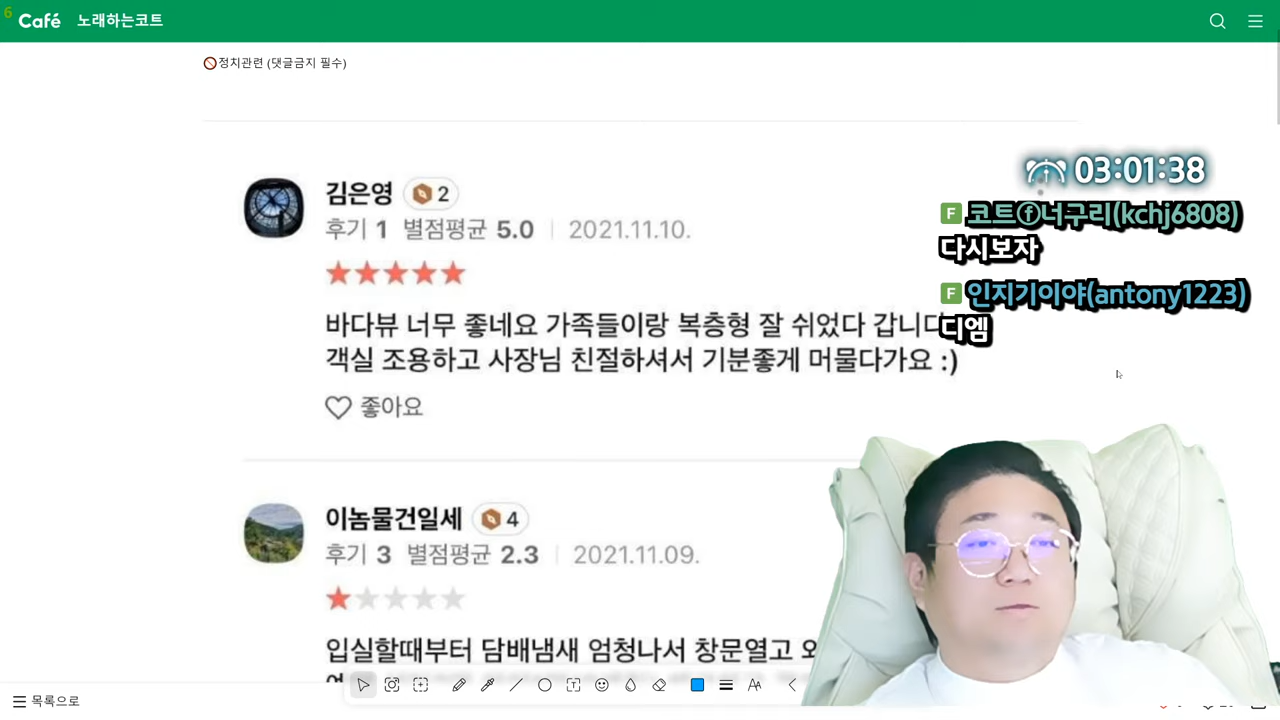 6
Café 노래하는코트
🚫정치관련 (댓글금지 필수)
김은영 2
후기 1 별점평균 5.0 2021.11.10.
바다뷰 너무 좋네요 가족들이랑 복층형 잘 쉬었다 갑니다
객실 조용하고 사장님 친절하셔서 기분좋게 머물다가요 :)
좋아요
이놈물건일세 4
후기 3 별점평균 2.3 2021.11.09.
입실할때부터 담배냄새 엄청나서 창문열고
03:01:38
F 코트ⓕ너구리(kchj6808)
다시보자
F 인지기이야(antony1223)
디엠
목록으로